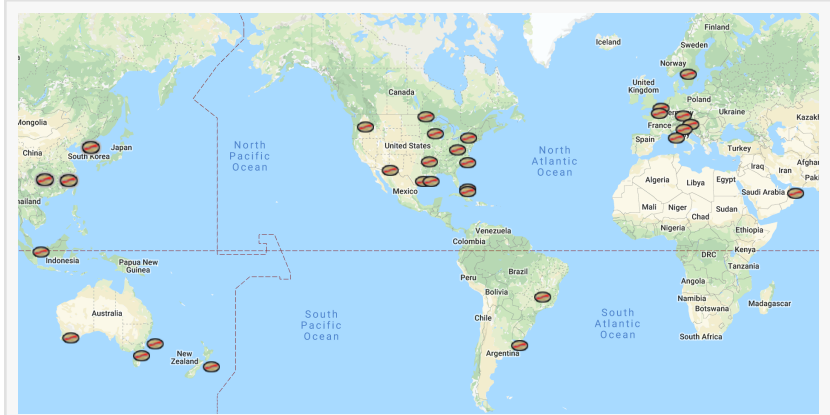 Finland
Iceland
Sweden
Norway
Canada
United
Kingdom
Poland
Ukraine
France
Mongolia
Kazak
Spain
Japan
China
South Korea
United States
North
Pacific
Ocean
North
Atlantic
Ocean
Turkey
Iraq
Iran
Afghan
Algeria
Libya
Egypt
Pak
Mexico
Saudi Arabia
hailand
Mali
Niger
Chad
Sudan
Nigeria
Ethiopia
Venezuela
Colombia
Kenya
DRC
Indonesia
Papua New
Guinea
Tanzania
Peru
Brazil
Angola
Bolivia
Namibia
Madagascar
Botswana
Australia
South
Pacific
Ocean
Chile
South
Atlantic
Ocean
South Africa
New
Zealand
Argentina